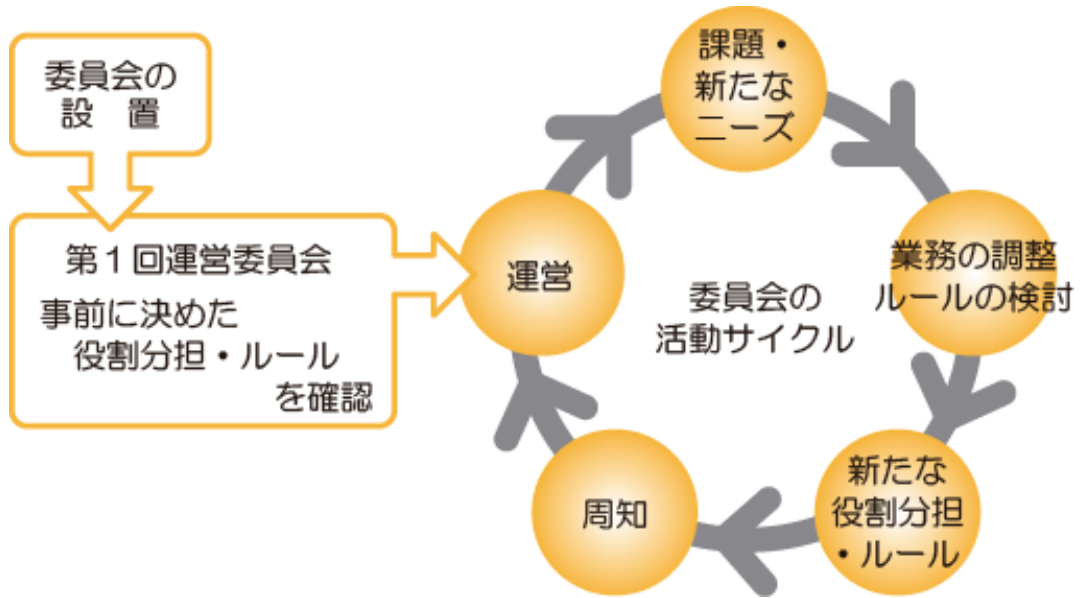 委員会の
設　置
第１回運営委員会
事前に決めた
役割分担・ルール
を確認
運営
課題・
新たな
ニーズ
業務の調整
ルールの検討
新たな
役割分担
・ルール
周知
委員会の
活動サイクル